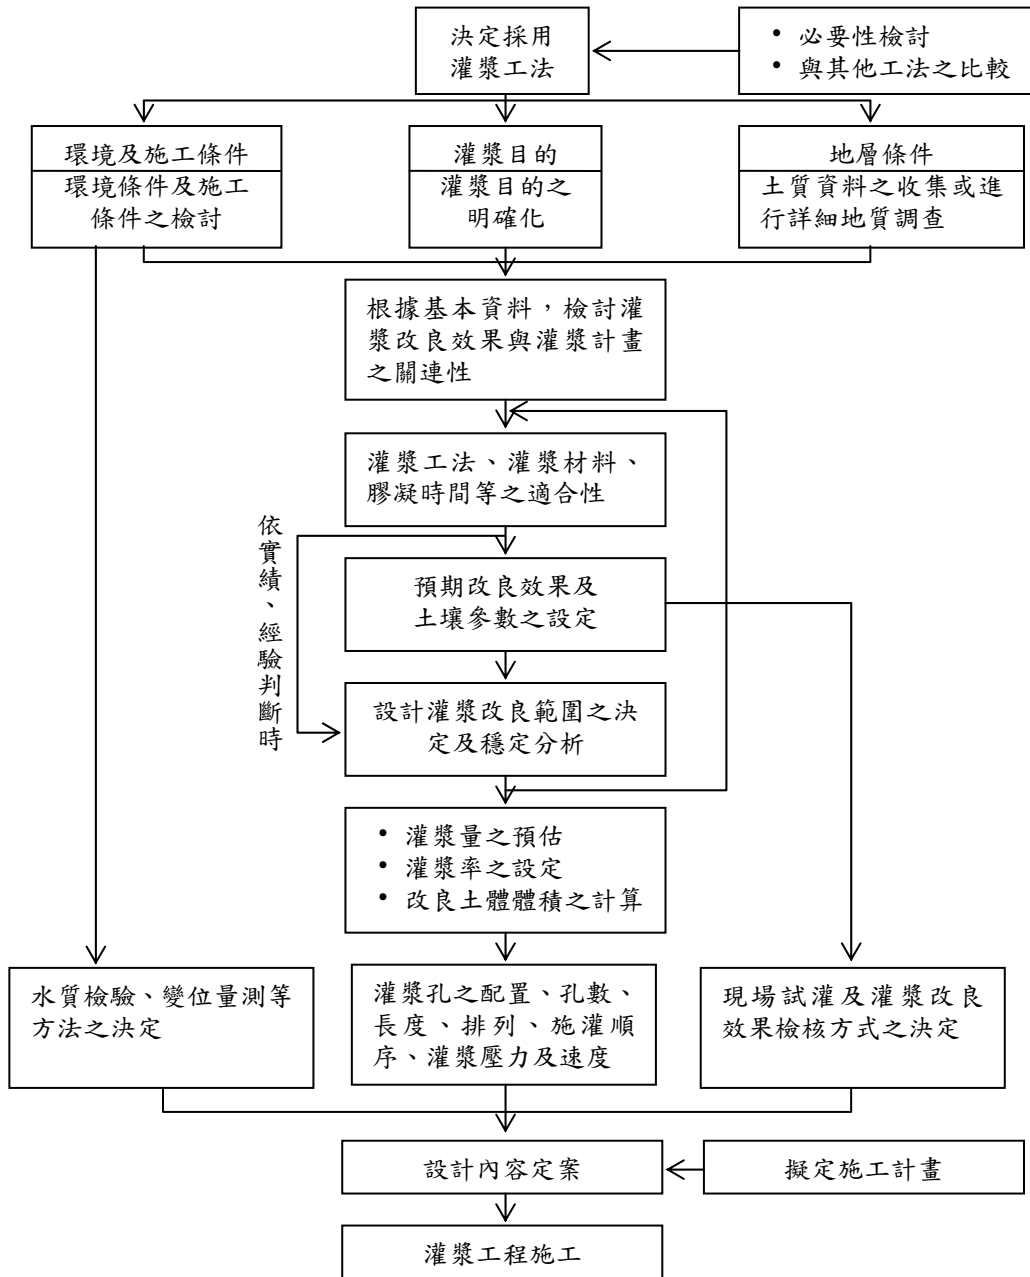 決定採用
灌漿工法
• 必要性檢討
• 與其他工法之比較
環境及施工條件
環境條件及施工
條件之檢討
灌漿目的
灌漿目的之
明確化
地層條件
土質資料之收集或進
行詳細地質調查
根據基本資料，檢討灌
漿改良效果與灌漿計畫
之關連性
灌漿工法、灌漿材料、
膠凝時間等之適合性
依實績、經驗判斷時
預期改良效果及
土壤參數之設定
設計灌漿改良範圍之決
定及穩定分析
• 灌漿量之預估
• 灌漿率之設定
• 改良土體體積之計算
水質檢驗、變位量測等
方法之決定
灌漿孔之配置、孔數、
長度、排列、施灌順
序、灌漿壓力及速度
現場試灌及灌漿改良
效果檢核方式之決定
設計內容定案
擬定施工計畫
灌漿工程施工